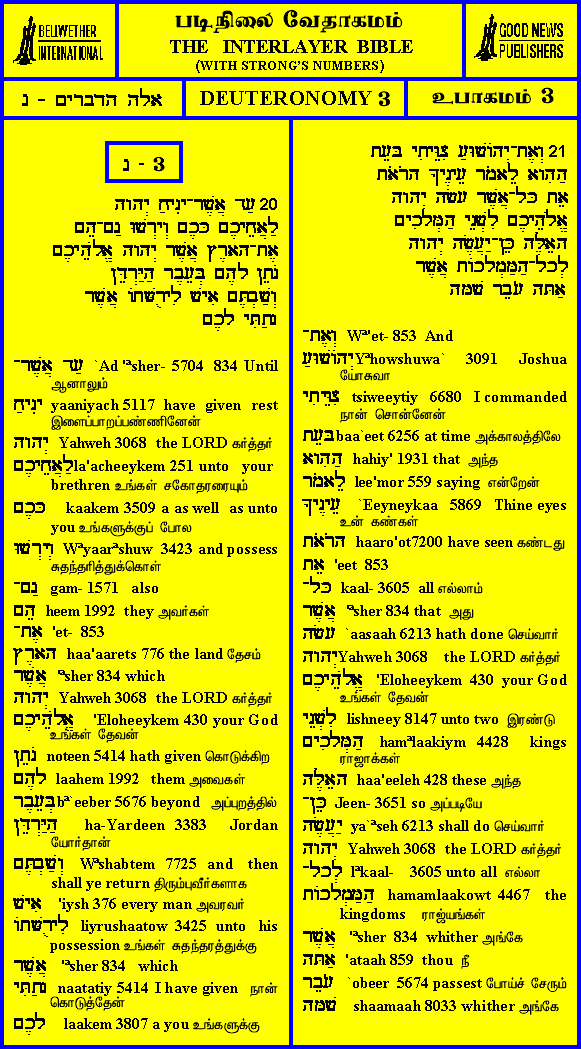 BELIWETHER
INTERNATIONAL
படிநிலை வேதாகமம்
THE INTERLAYER BIBLE
(WITH STRONG'S NUMBERS)
GOOD NEWS
PUBLISHERS
אלה הדברים - נ
DEUTERONOMY 3
உபாகமம் 3
נ - 3
20 עַד אֲשֶׁר־יָנִיחַ יְהוָה
לַאֲחֵיכֶם כָּכֶם וְיָרְשׁוּ גַם־הֵם
אֶת־הָאָרֶץ אֲשֶׁר יְהוָה אֱלֹהֵיכֶם
נֹתֵן לָהֶם בְּעֵבֶר הַיַּרְדֵּן
וְשַׁבְתֶּם אִישׁ לִירֻשָּׁתוֹ אֲשֶׁר
נָתַתִּי לָכֶם
עַד אֲשֶׁר־ `Ad 'ªsher- 5704 834 Until
ஆனாலும்
יָנִיחַ yaaniyach 5117 have given rest
இளைப்பாறப்பண்ணினேன்
יְהוָה Yahweh 3068 the LORD கர்த்தர்
לַאֲחֵיכֶם la'acheeykem 251 unto your
brethren உங்கள் சகோதரரையும்
כָּכֶם kaakem 3509 a as well as unto
you உங்களுக்குப் போல
וְיָרְשׁוּ Wªyaarªshuw 3423 and possess
சுதந்தரித்துக்கொள்
גַם־ gam- 1571 also
הֵם heem 1992 they அவர்கள்
אֶת־ 'et- 853
הָאָרֶץ haa'aarets 776 the land தேசம்
אֲשֶׁר 'ªsher 834 which
יְהוָה Yahweh 3068 the LORD கர்த்தர்
אֱלֹהֵיכֶם 'Eloheeykem 430 your God
உங்கள் தேவன்
נֹתֵן noteen 5414 hath given கொடுக்கிற
לָהֶם laahem 1992 them அவைகள்
בְּעֵבֶר bª`eeber 5676 beyond அப்புறத்தில்
הַיַּרְדֵּן ha-Yardeen 3383 Jordan
யோர்தான்
וְשַׁבְתֶּם Wªshabtem 7725 and then
shall ye return திரும்புவீர்களாக
אִישׁ 'iysh 376 every man அவரவர்
לִירֻשָּׁתוֹ liyrushaatow 3425 unto his
possession உங்கள் சுதந்தரத்துக்கு
אֲשֶׁר 'ªsher 834 which
נָתַתִּי naatatiy 5414 I have given நான்
கொடுத்தேன்
לָכֶם laakem 3807 a you உங்களுக்கு
21 וְאֶת־יְהוֹשׁוּעַ צִוֵּיתִי בָּעֵת
הַהִוא לֵאמֹר עֵינֶיךָ הָרֹאֹת
אֵת כָּל־אֲשֶׁר עָשָׂה יְהוָה
אֱלֹהֵיכֶם לִשְׁנֵי הַמְּלָכִים
הָאֵלֶּה כֵּן־יַעֲשֶׂה יְהוָה
לְכָל־הַמַּמְלָכוֹת אֲשֶׁר
אַתָּה עֹבֵר שָׁמָּה
וְאֶת־ Wª'et- 853 And
יְהוֹשׁוּעַ Yªhowshuwa` 3091 Joshua
யோசுவா
צִוֵּיתִי tsiweeytiy 6680 I commanded
நான் சொன்னேன்
בָּעֵת baa`eet 6256 at time அக்காலத்திலே
הַהִוא hahiy' 1931 that அந்த
לֵאמֹר lee'mor 559 saying என்றேன்
עֵינֶיךָ `Eeyneykaa 5869 Thine eyes
உன் கண்கள்
הָרֹאֹת haaro'ot7200 have seen கண்டது
אֵת 'eet 853
כָּל־ kaal- 3605 all எல்லாம்
אֲשֶׁר 'ªsher 834 that அது
עָשָׂה `aasaah 6213 hath done செய்வார்
יְהוָה Yahweh 3068 the LORD கர்த்தர்
אֱלֹהֵיכֶם 'Eloheeykem 430 your God
உங்கள் தேவன்
לִשְׁנֵי lishneey 8147 unto two இரண்டு
הַמְּלָכִים hamªlaakiym 4428 kings
ராஜாக்கள்
הָאֵלֶּה haa'eeleh 428 these அந்த
כֵּן־ Jeen- 3651 so அப்படியே
יַעֲשֶׂה ya`ªseh 6213 shall do செய்வார்
יְהוָה Yahweh 3068 the LORD கர்த்தர்
לְכָל־ lªkaal- 3605 unto all எல்லா
הַמַּמְלָכוֹת hamamlaakowt 4467 the
kingdoms ராஜ்யங்கள்
אֲשֶׁר 'ªsher 834 whither அங்கே
אַתָּה 'ataah 859 thou நீ
עֹבֵר `obeer 5674 passest போய்ச் சேரும்
שָׁמָּה shaamaah 8033 whither அங்கே